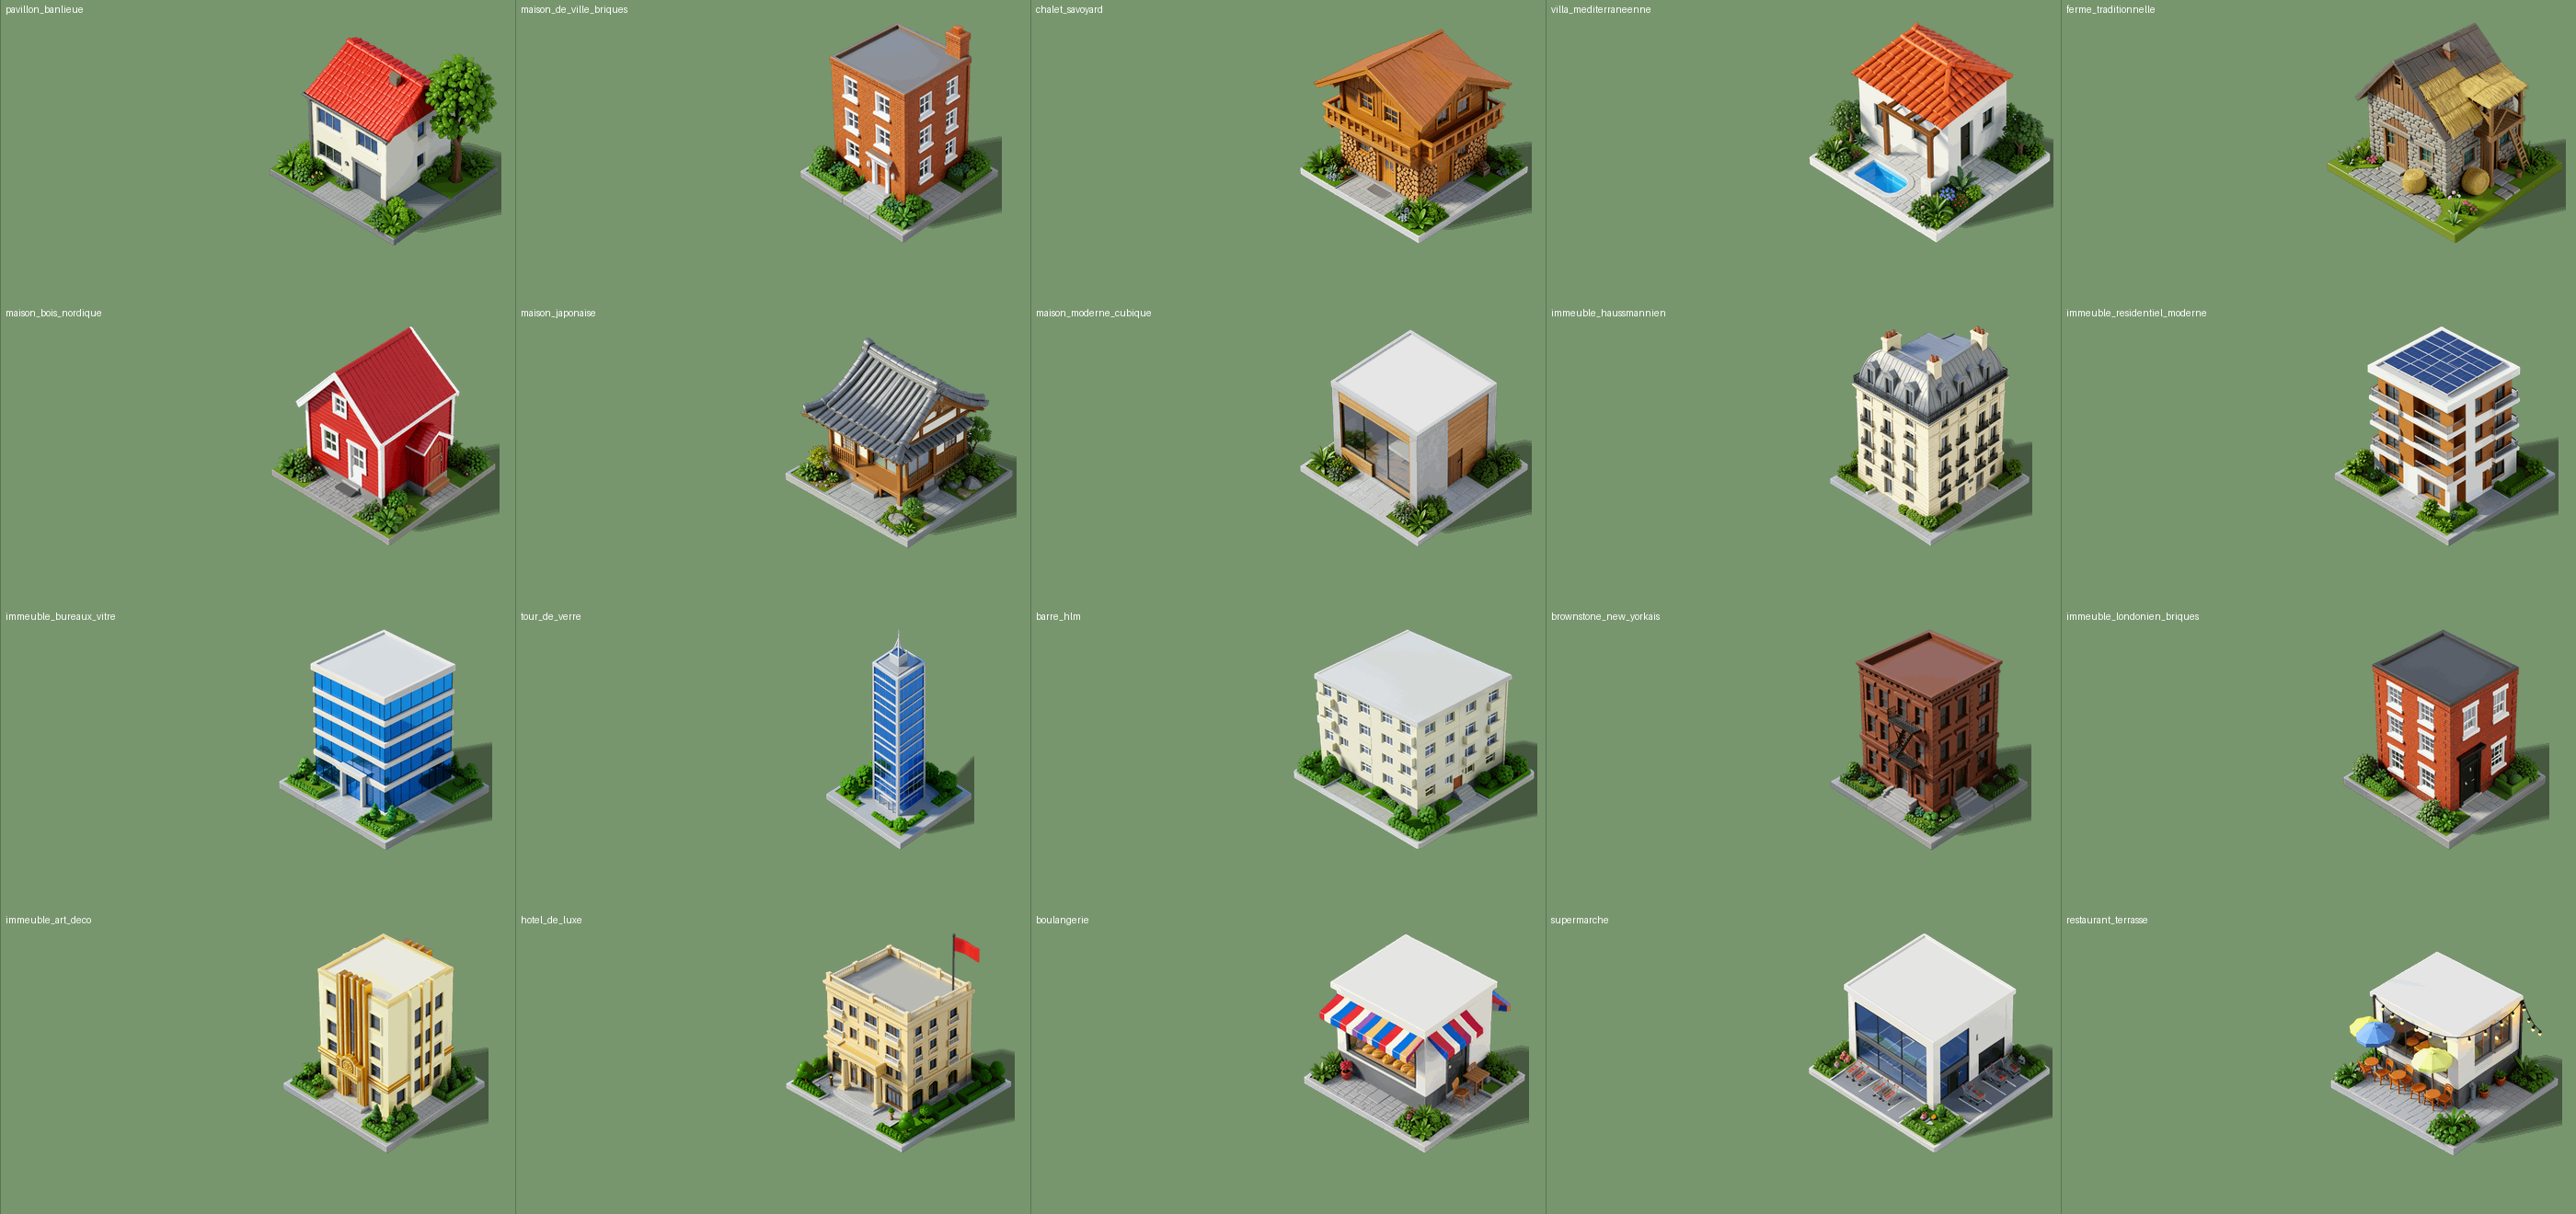 pavillon_banlieue
maison_de_ville_briques
chalet_savoyard
villa_mediterraneenne
ferme_traditionnelle
maison_bois_nordique
maison_japonaise
maison_moderne_cubique
immeuble_haussmannien
immeuble_residentiel_moderne
immeuble_bureaux_vitre
tour_de_verre
barre_hlm
brownstone_new_yorkais
immeuble_londonien_briques
immeuble_art_deco
hotel_de_luxe
boulangerie
supermarche
restaurant_terrasse